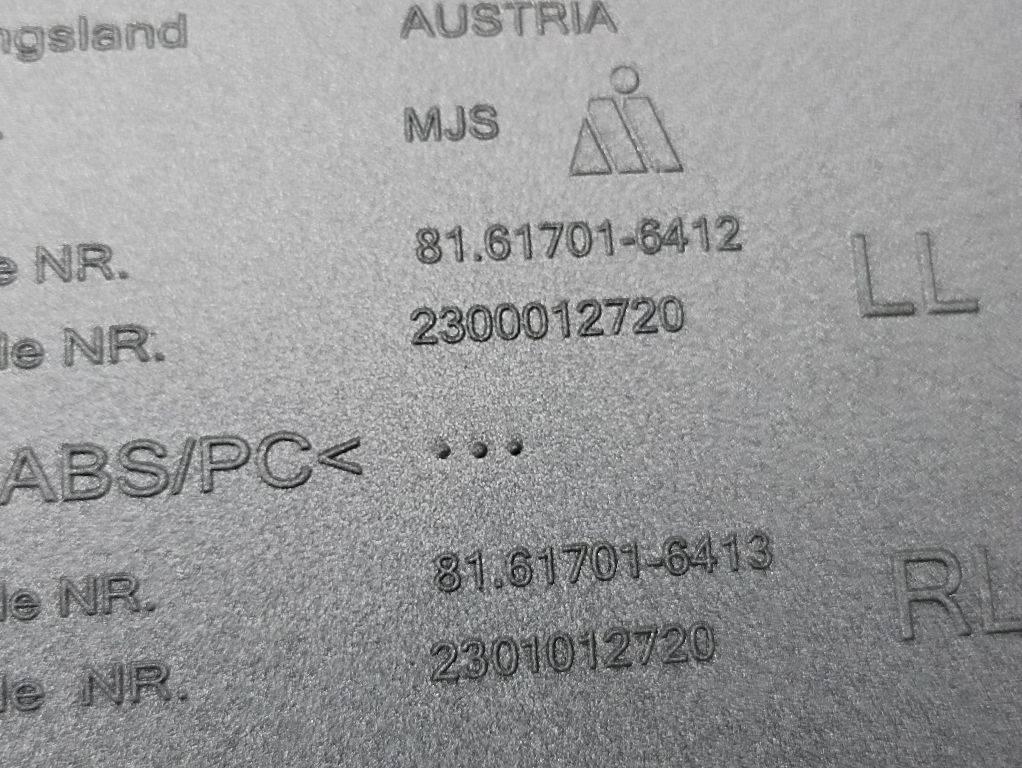 ngsland AUSTRIA
MJS
e NR. 81.61701-6412 LL
le NR. 2300012720
ABS/PC< ...
le NR. 81.61701-6413 RL
le NR. 2301012720